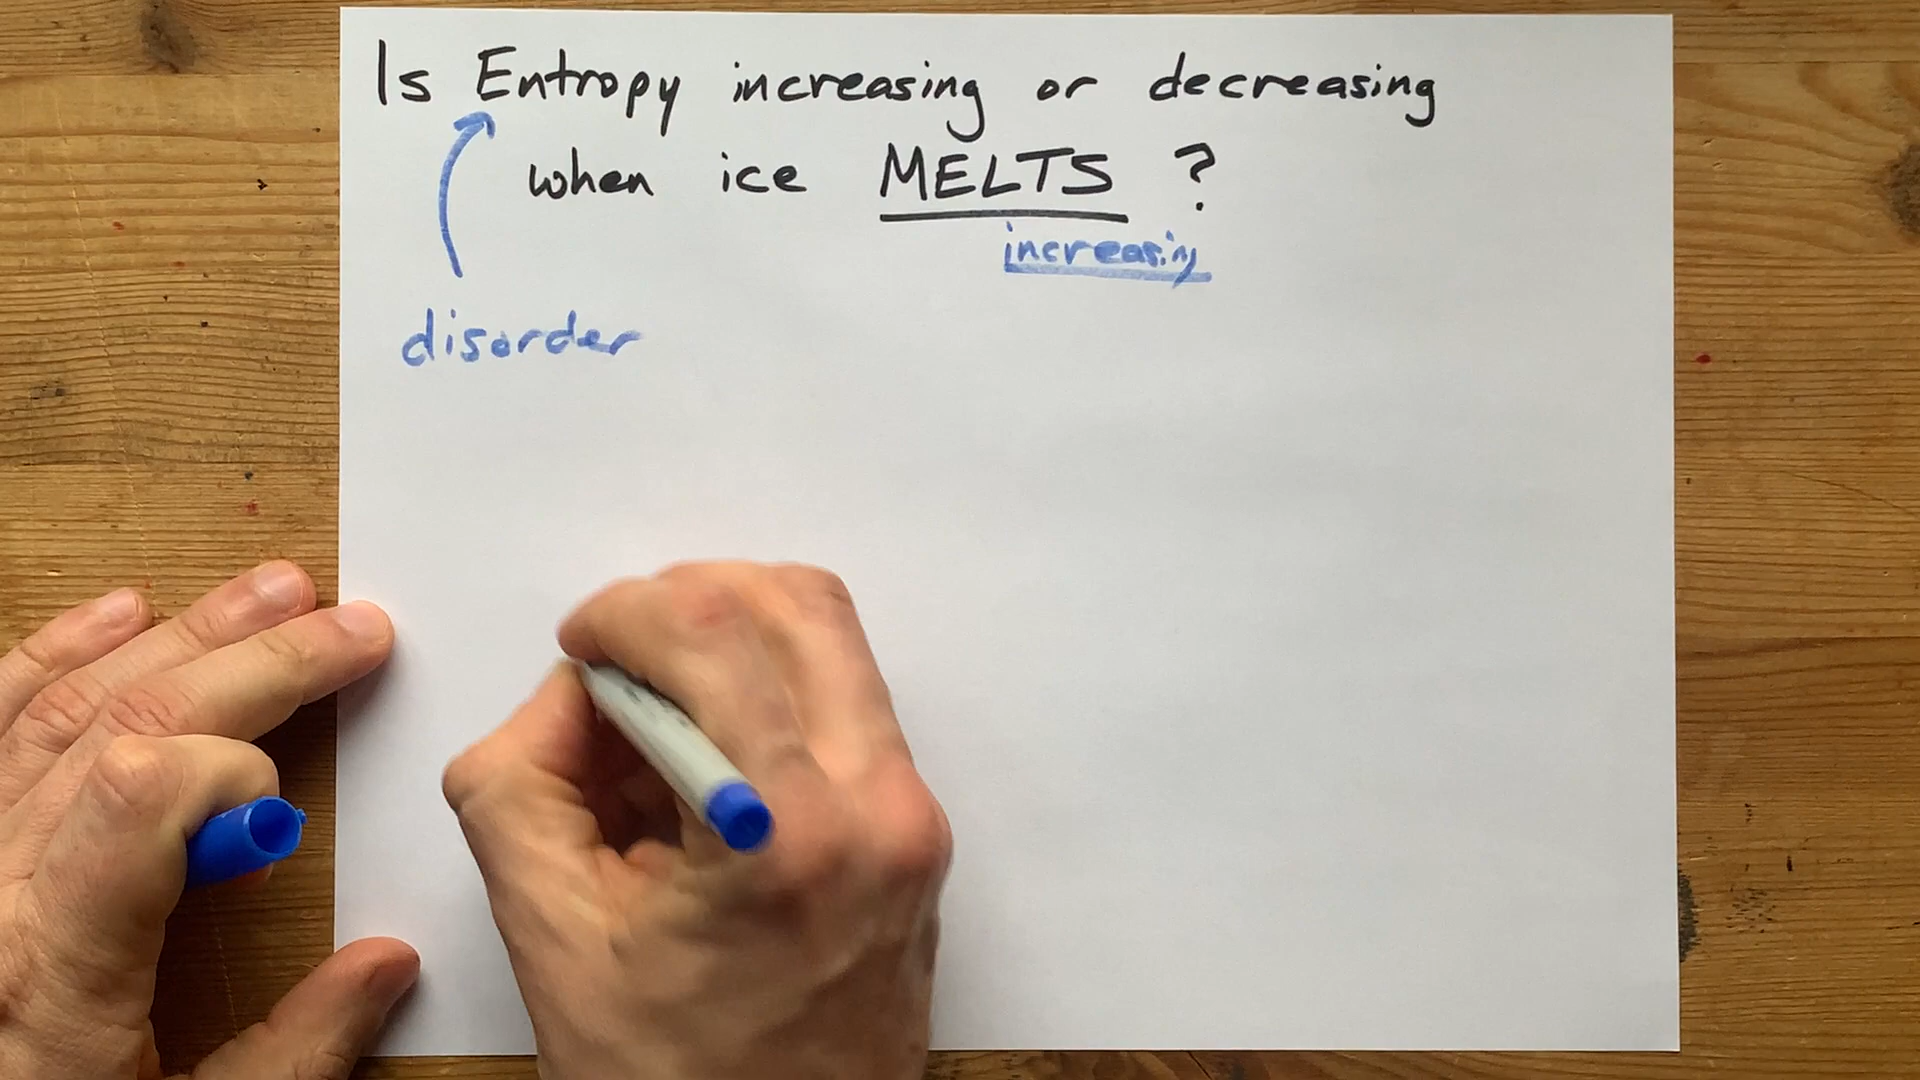 Is Entropy increasing or decreasing
when ice MELTS ?
increasing
disorder